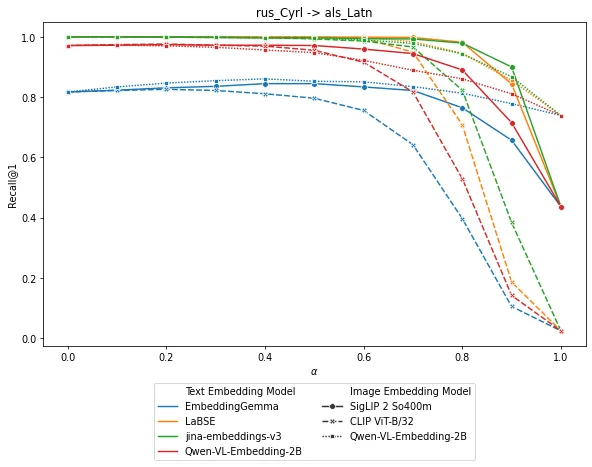 rus_Cyrl -> als_Latn
Recall@1
1.0
0.8
0.6
0.4
0.2
0.0
0.0 0.2 0.4 0.6 0.8 1.0
α
Text Embedding Model Image Embedding Model
EmbeddingGemma SigLIP 2 So400m
LaBSE CLIP ViT-B/32
jina-embeddings-v3 Qwen-VL-Embedding-2B
Qwen-VL-Embedding-2B